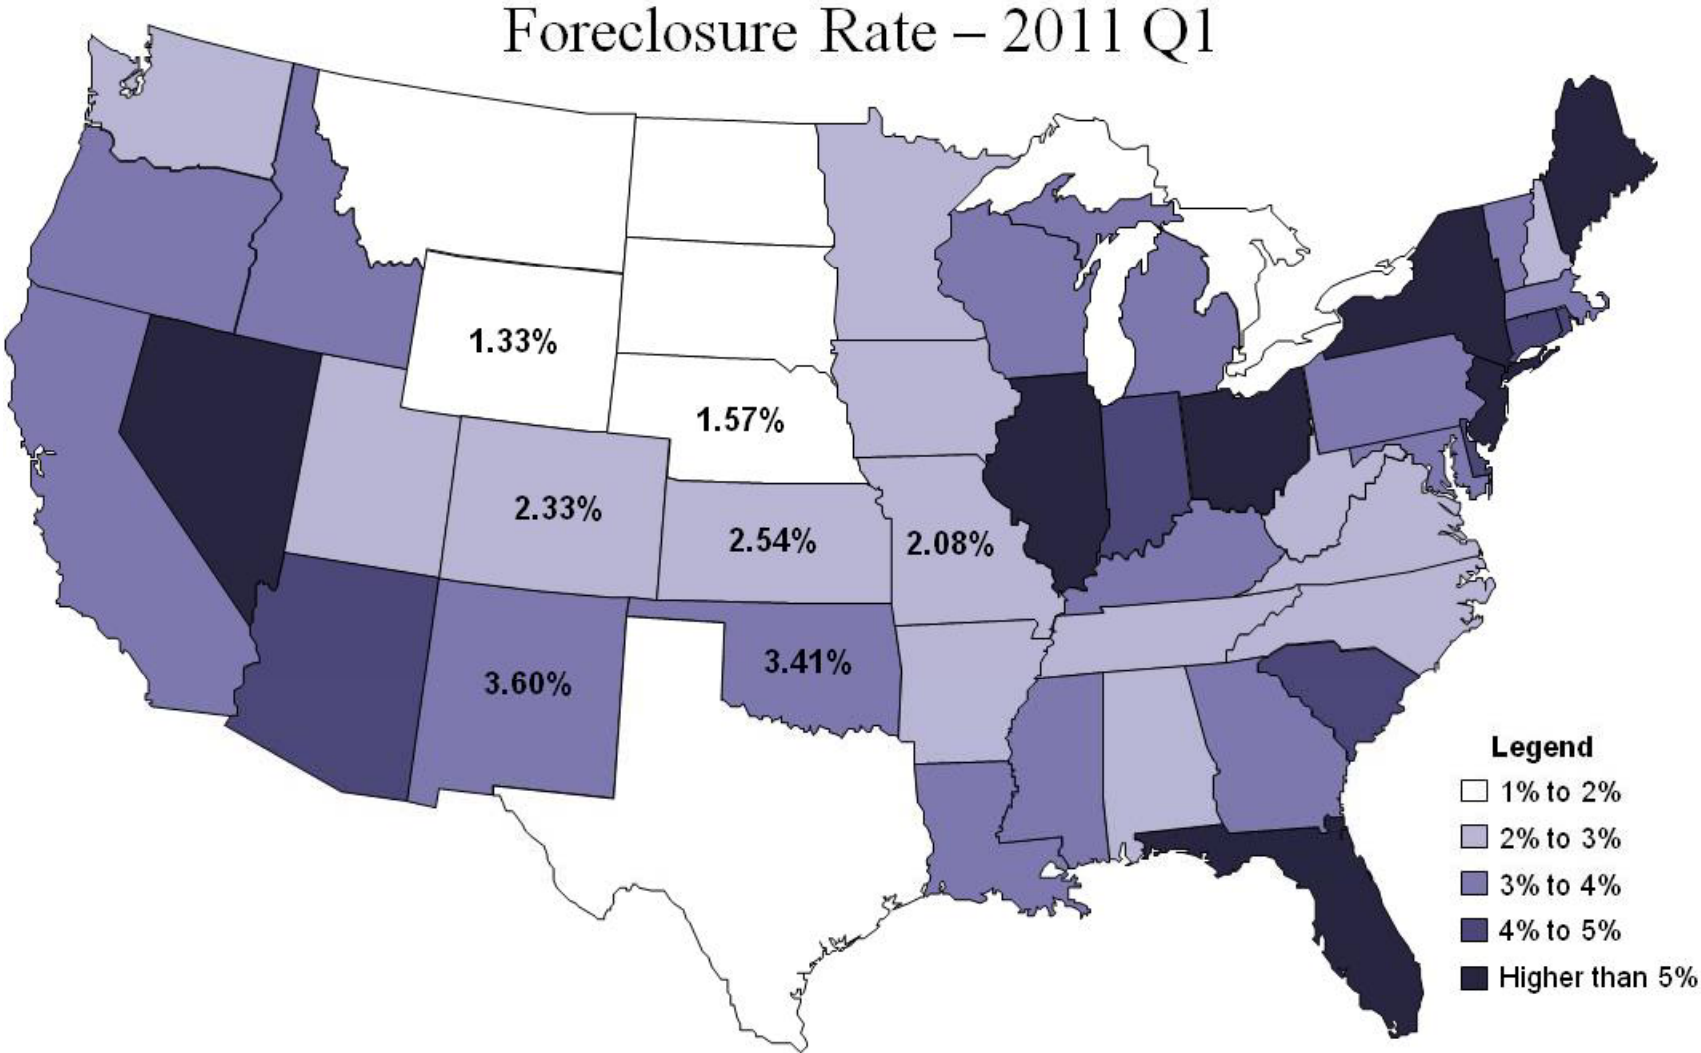 Foreclosure Rate – 2011 Q1
1.33%
1.57%
2.33%
2.54%
2.08%
3.41%
3.60%
Legend
1% to 2%
2% to 3%
3% to 4%
4% to 5%
Higher than 5%